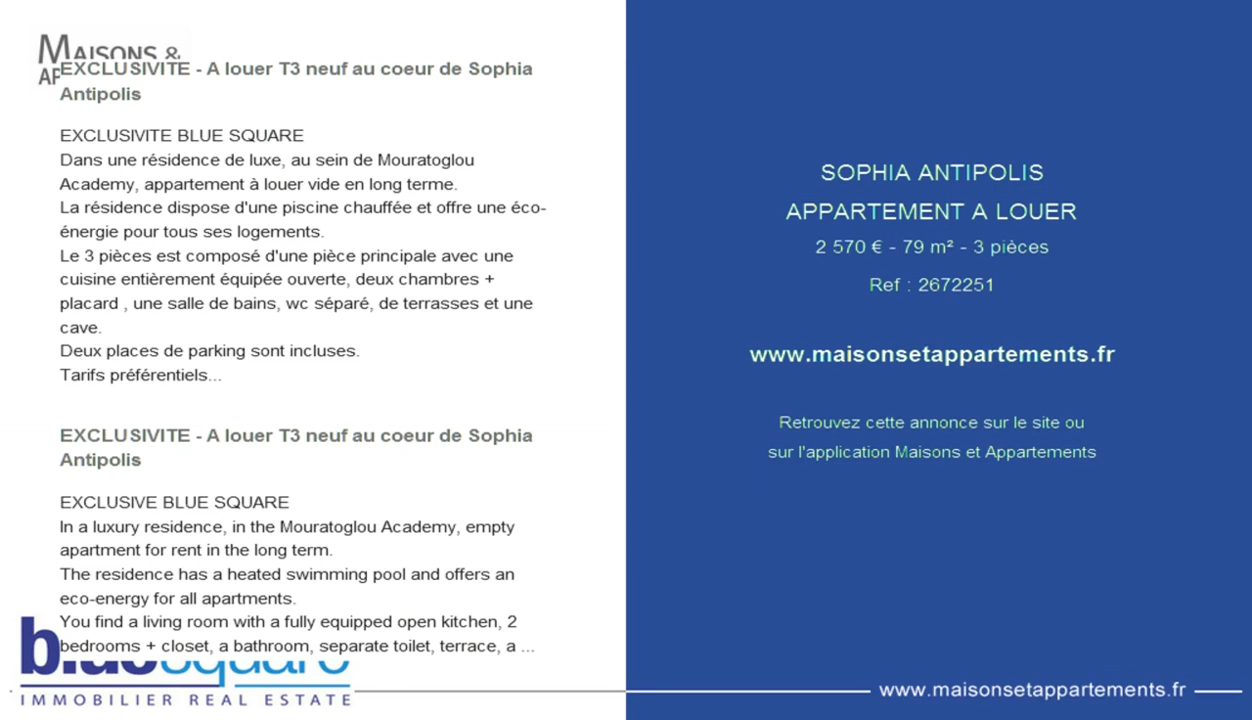 MAISONS &
AP
EXCLUSIVITE - A louer T3 neuf au coeur de Sophia
Antipolis
EXCLUSIVITE BLUE SQUARE
Dans une résidence de luxe, au sein de Mouratoglou
Academy, appartement à louer vide en long terme.
La résidence dispose d'une piscine chauffée et offre une éco-
énergie pour tous ses logements.
Le 3 pièces est composé d'une pièce principale avec une
cuisine entièrement équipée ouverte, deux chambres +
placard , une salle de bains, wc séparé, de terrasses et une
cave.
Deux places de parking sont incluses.
Tarifs préférentiels...
EXCLUSIVITE - A louer T3 neuf au coeur de Sophia
Antipolis
EXCLUSIVE BLUE SQUARE
In a luxury residence, in the Mouratoglou Academy, empty
apartment for rent in the long term.
The residence has a heated swimming pool and offers an
eco-energy for all apartments.
You find a living room with a fully equipped open kitchen, 2
bedrooms + closet, a bathroom, separate toilet, terrace, a ...
bluesquare
IMMOBILIER REAL ESTATE
SOPHIA ANTIPOLIS
APPARTEMENT A LOUER
2 570 € - 79 m² - 3 pièces
Ref : 2672251
www.maisonsetappartements.fr
Retrouvez cette annonce sur le site ou
sur l'application Maisons et Appartements
www.maisonsetappartements.fr